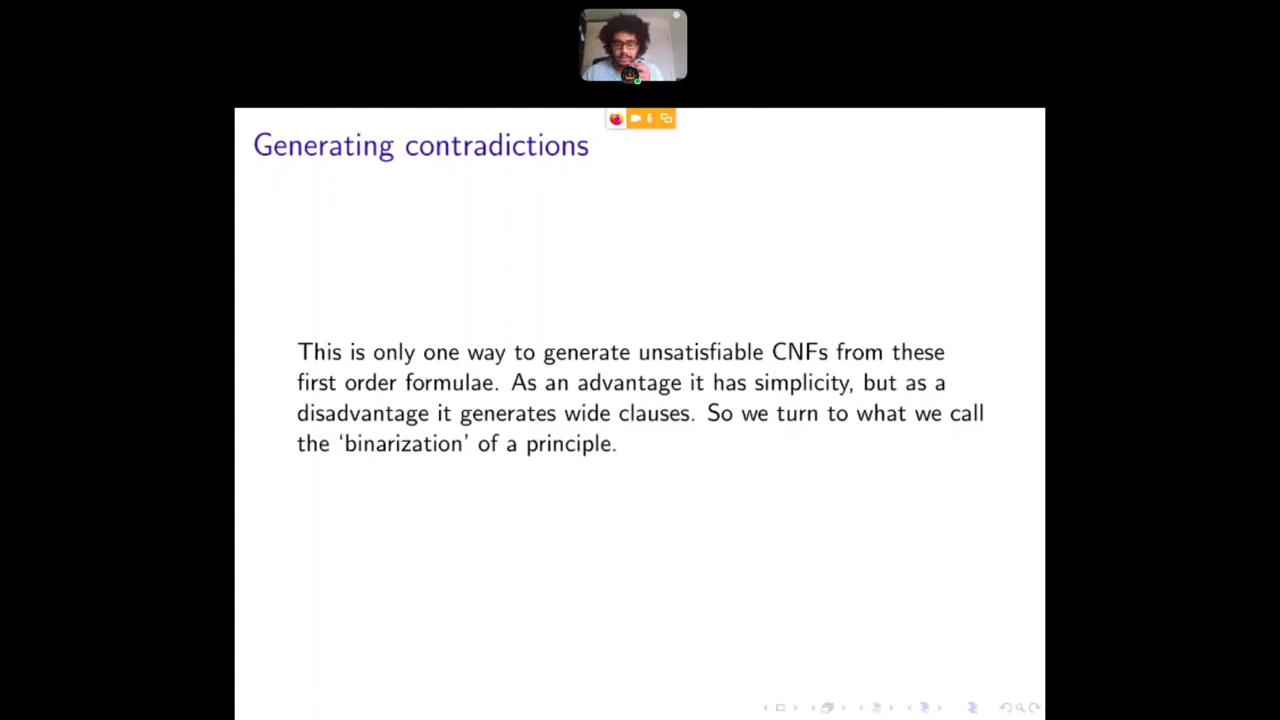 Generating contradictions
This is only one way to generate unsatisfiable CNFs from these
first order formulae. As an advantage it has simplicity, but as a
disadvantage it generates wide clauses. So we turn to what we call
the ‘binarization’ of a principle.